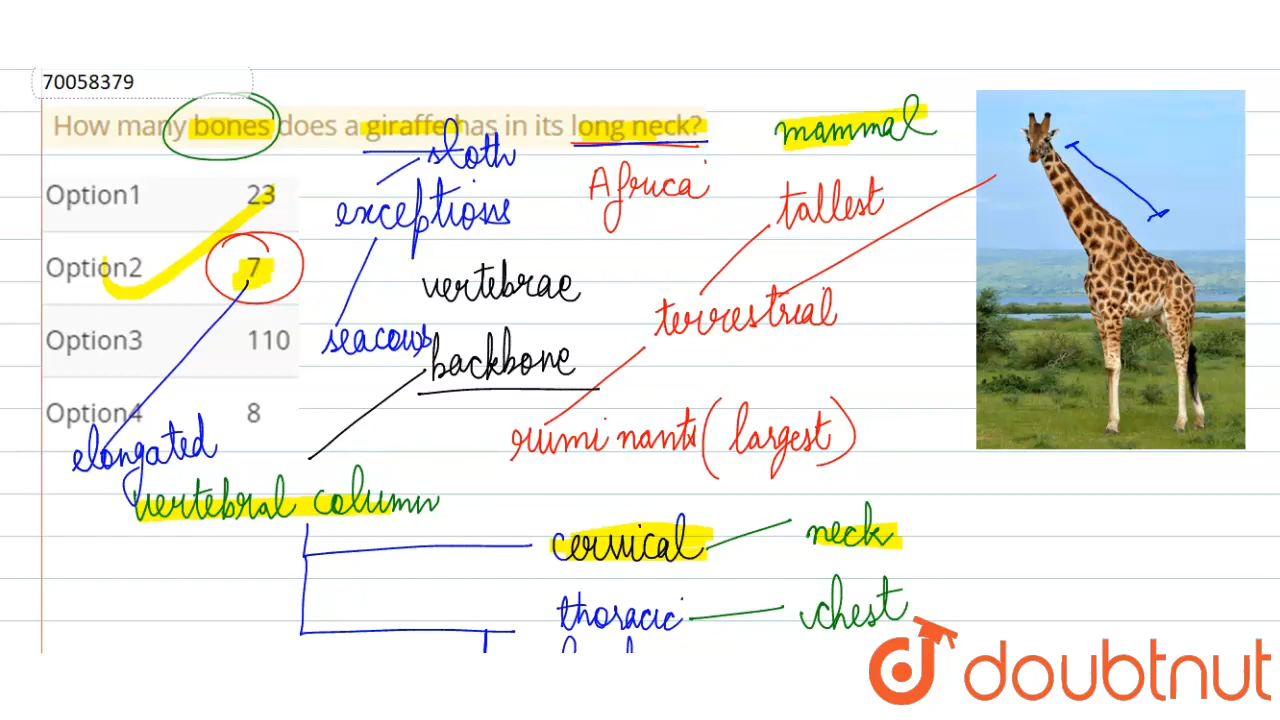 70058379
How many bones does a giraffe has in its long neck?
mammal
sloth
Option1 23
exceptions
Africa
tallest
Option2 7
vertebrae
terrestrial
Option3 110
seacows
backbone
Option4 8
ruminants (largest)
elongated
vertebral column
cervical
neck
thoracic
chest
doubtnut